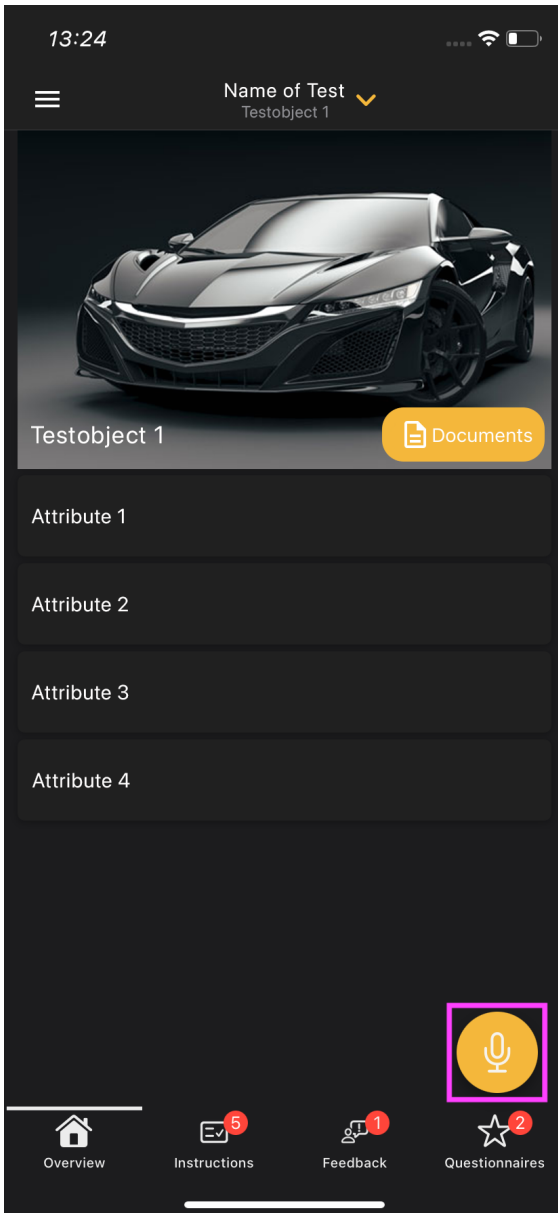 13:24
Name of Test
Testobject 1
Testobject 1
Documents
Attribute 1
Attribute 2
Attribute 3
Attribute 4
5
1
2
Overview
Instructions
Feedback
Questionnaires